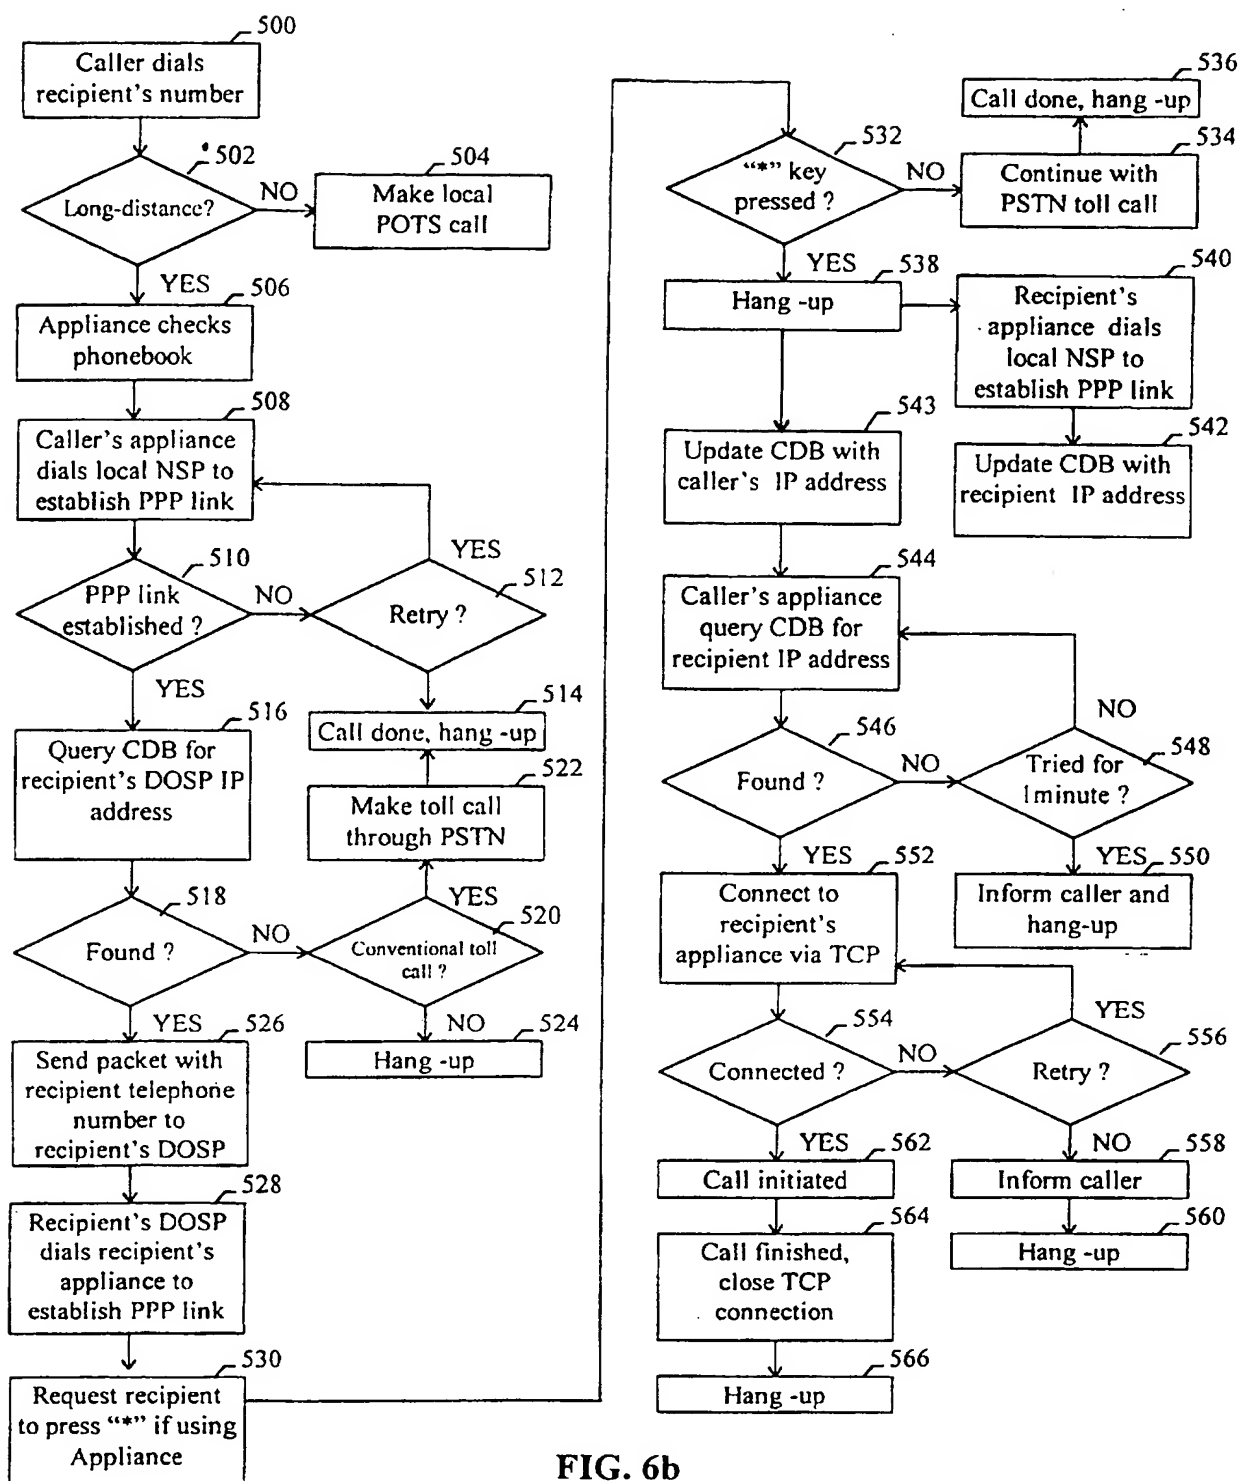 500
Caller dials
recipient's number
502
Long-distance?
NO
504
Make local
POTS call
YES
506
Appliance checks
phonebook
508
Caller's appliance
dials local NSP to
establish PPP link
510
PPP link
established ?
NO
YES
512
Retry ?
YES
514
Call done, hang -up
516
Query CDB for
recipient's DOSP IP
address
522
Make toll call
through PSTN
518
Found ?
NO
YES
520
Conventional toll
call ?
YES
NO
524
Hang -up
526
Send packet with
recipient telephone
number to
recipient's DOSP
528
Recipient's DOSP
dials recipient's
appliance to
establish PPP link
530
Request recipient
to press “*” if using
Appliance
532
“*” key
pressed ?
NO
534
Continue with
PSTN toll call
536
Call done, hang -up
YES
538
Hang -up
540
Recipient's
appliance dials
local NSP to
establish PPP link
542
Update CDB with
recipient IP address
543
Update CDB with
caller's IP address
544
Caller's appliance
query CDB for
recipient IP address
546
Found ?
NO
548
Tried for
1minute ?
NO
YES
550
Inform caller and
hang-up
YES
552
Connect to
recipient's
appliance via TCP
554
Connected ?
NO
556
Retry ?
YES
NO
558
Inform caller
560
Hang -up
YES
562
Call initiated
564
Call finished,
close TCP
connection
566
Hang -up
FIG. 6b